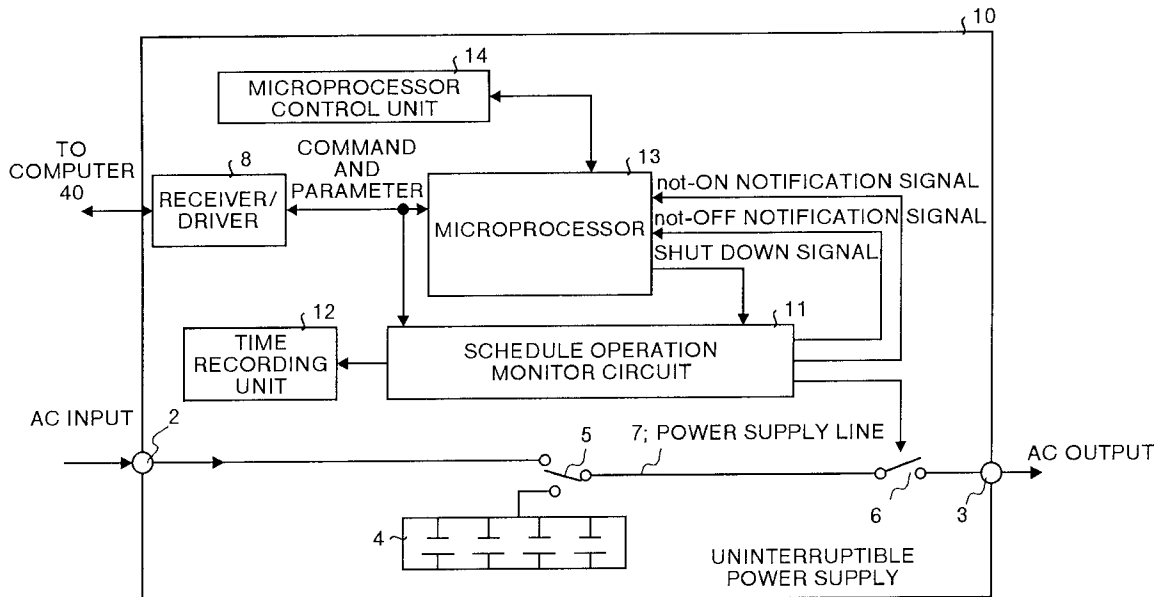 10
14
MICROPROCESSOR
CONTROL UNIT
TO
COMPUTER
40
8
RECEIVER/
DRIVER
COMMAND
AND
PARAMETER
13
MICROPROCESSOR
not-ON NOTIFICATION SIGNAL
not-OFF NOTIFICATION SIGNAL
SHUT DOWN SIGNAL
12
TIME
RECORDING
UNIT
11
SCHEDULE OPERATION
MONITOR CIRCUIT
AC INPUT
2
5
7; POWER SUPPLY LINE
6
3
AC OUTPUT
4
UNINTERRUPTIBLE
POWER SUPPLY